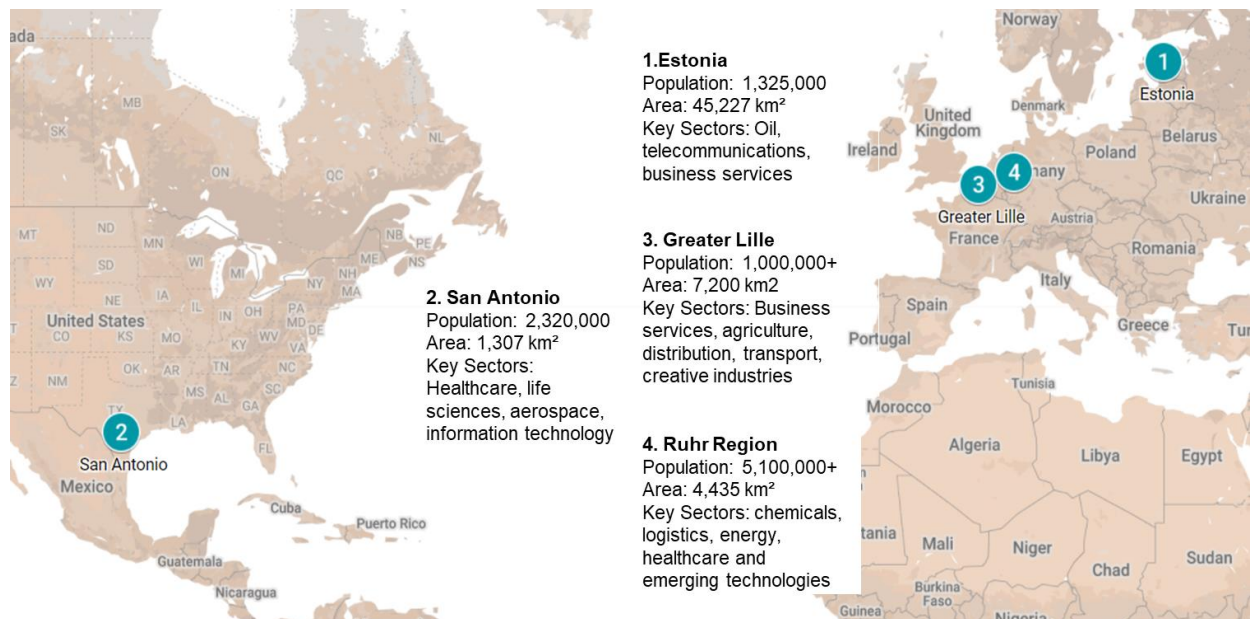 ada
MB
SK
ON
QC
NL
MT
ND
MN
NB
PE
ME
NS
WI
SD
MI
NH
WY
NY
MA
IA
NE
PA
IL
IN
OH
MD
DE
United States
CO
KS
MO
WV
KY
VA
Z
NM
OK
AR
TN
NC
MS
AL
SC
GA
TX
LA
FL
2
San Antonio
Mexico
Cuba
Puerto Rico
Guatemala
Nicaragua
2. San Antonio
Population: 2,320,000
Area: 1,307 km²
Key Sectors:
Healthcare, life
sciences, aerospace,
information technology
1.Estonia
Population: 1,325,000
Area: 45,227 km²
Key Sectors: Oil,
telecommunications,
business services
3. Greater Lille
Population: 1,000,000+
Area: 7,200 km2
Key Sectors: Business
services, agriculture,
distribution, transport,
creative industries
4. Ruhr Region
Population: 5,100,000+
Area: 4,435 km²
Key Sectors: chemicals,
logistics, energy,
healthcare and
emerging technologies
Norway
1
Estonia
Denmark
United
Kingdom
Ireland
Belarus
Poland
4
many
3
Ukraine
Greater Lille
Austria
France
Romania
Italy
Spain
Portugal
Greece
Tur
Tunisia
Morocco
Algeria
Libya
Egypt
tania
Mali
Niger
Chad
Sudan
Burkina
Faso
Guinea
Nigeria